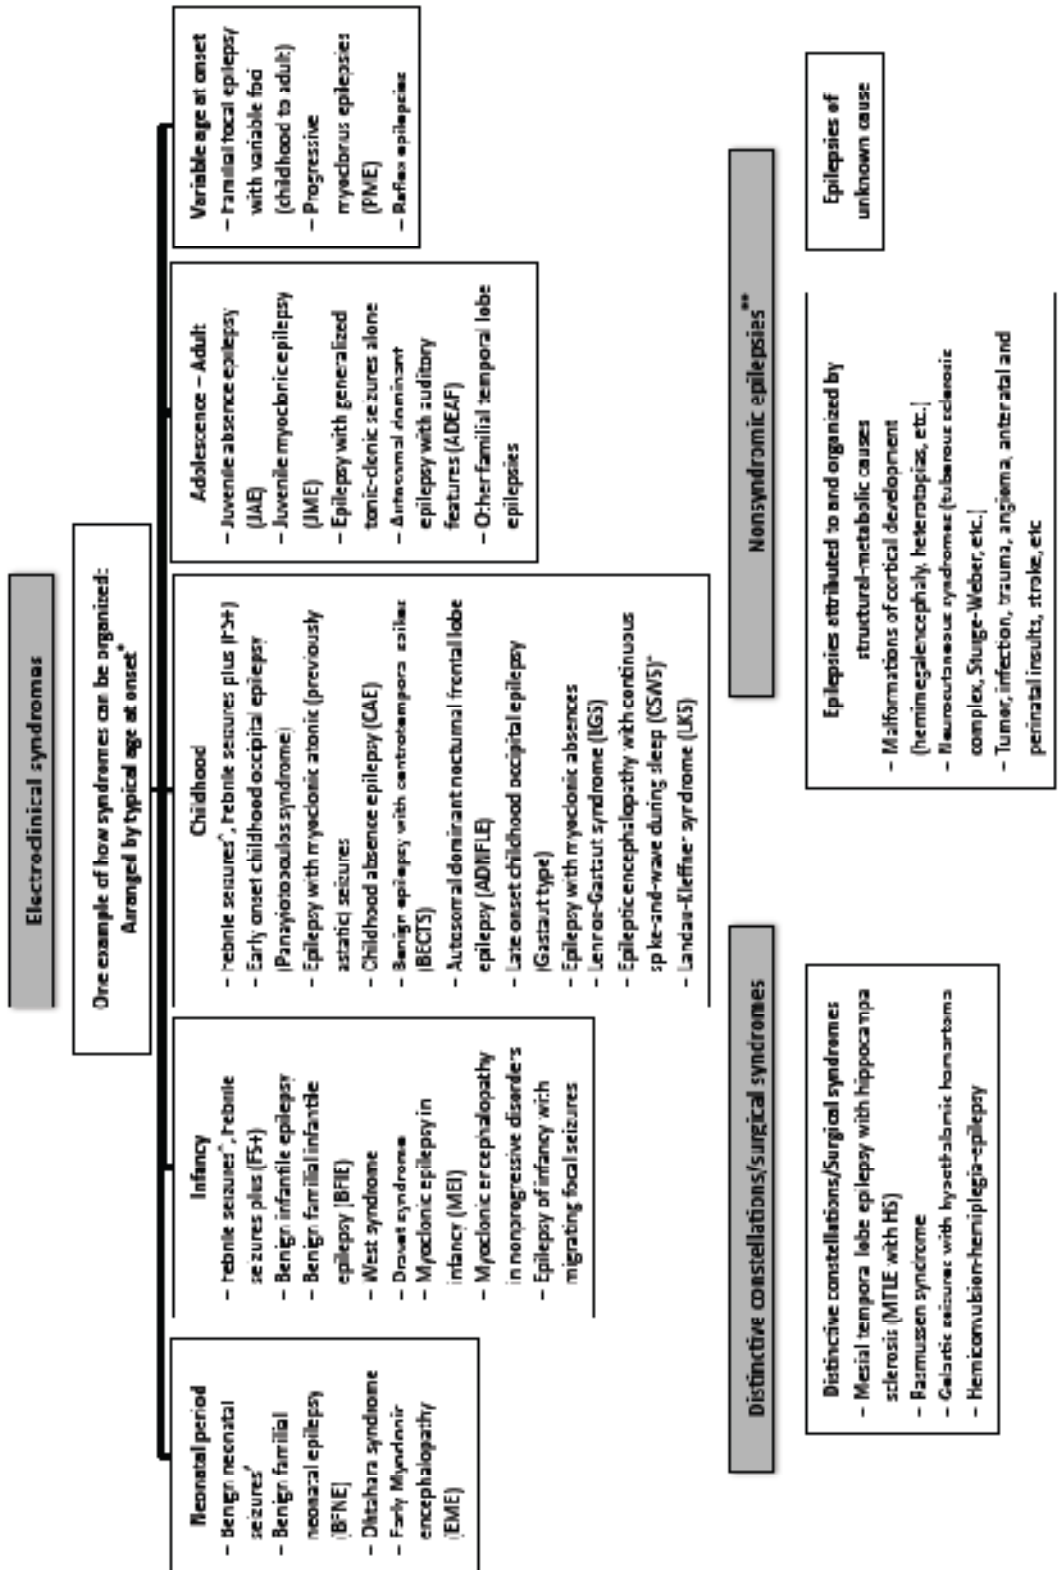 Electroclinical syndromes
One example of how syndromes can be organized:
Arranged by typical age at onset*
Neonatal period
– Benign neonatal
seizures^
– Benign familial
neonatal epilepsy
(BFNE)
– Ohtahara syndrome
– Early Myoclonic
encephalopathy
(EME)
Infancy
– Febrile seizures^, Febrile
seizures plus (FS+)
– Benign infantile epilepsy
– Benign familial infantile
epilepsy (BFIE)
– West syndrome
– Dravet syndrome
– Myoclonic epilepsy in
infancy (MEI)
– Myoclonic encephalopathy
in nonprogressive disorders
– Epilepsy of infancy with
migrating focal seizures
Childhood
– Febrile seizures^, Febrile seizures plus (FS+)
– Early onset childhood occipital epilepsy
(Panayiotopoulos syndrome)
– Epilepsy with myoclonic atonic (previously
astatic) seizures
– Childhood absence epilepsy (CAE)
– Benign epilepsy with centrotemporal spikes
(BECTS)
– Autosomal dominant nocturnal frontal lobe
epilepsy (ADNFLE)
– Late onset childhood occipital epilepsy
(Gastaut type)
– Epilepsy with myoclonic absences
– Lennox-Gastaut syndrome (LGS)
– Epileptic encephalopathy with continuous
spike-and-wave during sleep (CSWS)+
– Landau-Kleffner syndrome (LKS)
Adolescence – Adult
– Juvenile absence epilepsy
(JAE)
– Juvenile myoclonic epilepsy
(JME)
– Epilepsy with generalized
tonic-clonic seizures alone
– Autosomal dominant
epilepsy with auditory
features (ADEAF)
– Other familial temporal lobe
epilepsies
Variable age at onset
– Familial focal epilepsy
with variable foci
(childhood to adult)
– Progressive
myoclonus epilepsies
(PME)
– Reflex epilepsies
Distinctive constellations/surgical syndromes
Distinctive constellations/Surgical syndromes
– Mesial temporal lobe epilepsy with hippocampal
sclerosis (MTLE with HS)
– Rasmussen syndrome
– Gelastic seizures with hypothalamic hamartoma
– Hemiconvulsion-hemiplegia-epilepsy
Nonsyndromic epilepsies**
Epilepsies attributed to and organized by
structural-metabolic causes
– Malformations of cortical development
(hemimegalencephaly, heterotopias, etc.)
– Neurocutaneous syndromes (tuberous sclerosis
complex, Sturge-Weber, etc.)
– Tumor, infection, trauma, angioma, antenatal and
perinatal insults, stroke, etc
Epilepsies of
unknown cause